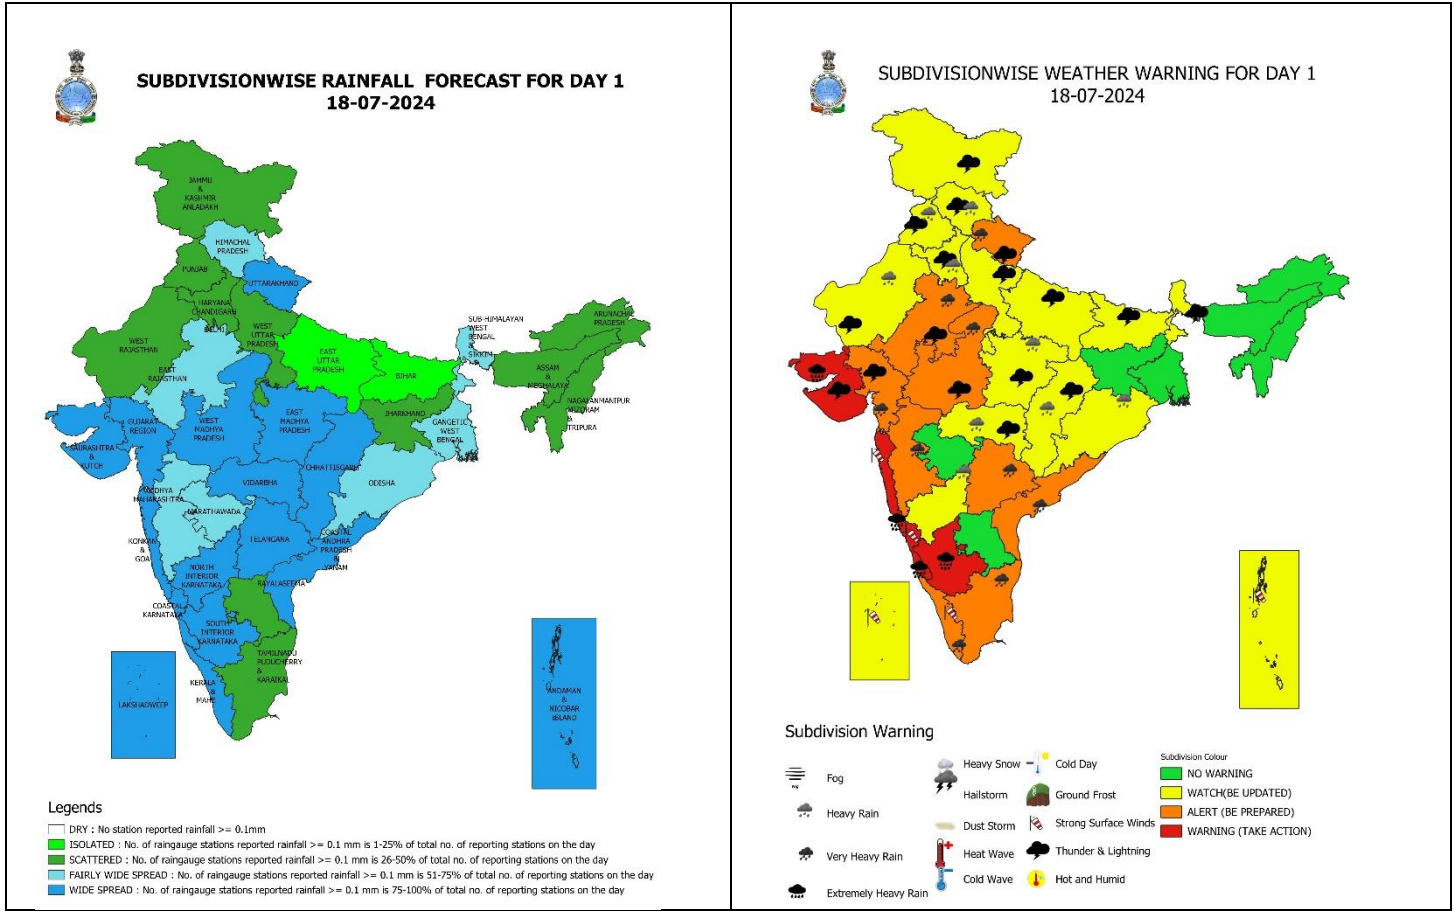 SUBDIVISIONWISE RAINFALL FORECAST FOR DAY 1
18-07-2024
JAMMU
&
KASHMIR
ANLADAKH
HIMACHAL
PRADESH
PUNJAB
UTTARAKHAND
HARYANA
CHANDIGARH
&
DELHI
WEST
UTTAR
PRADESH
WEST
RAJASTHAN
EAST
RAJASTHAN
EAST
UTTAR
PRADESH
BIHAR
SUB-HIMALAYAN
WEST
BENGAL
&
SIKKIM
ARUNACHAL
PRADESH
ASSAM
&
MEGHALAYA
NAGALANMANIPUR
MIZORAM
&
TRIPURA
JHARKHAND
GANGETIC
WEST
BENGAL
GUJARAT
REGION
WEST
MADHYA
PRADESH
EAST
MADHYA
PRADESH
SAURASHTRA
&
KUTCH
CHHATTISGARH
VIDARBHA
ODISHA
MADHYA
MAHARASHTRA
MARATHAWADA
KONKAN
&
GOA
TELANGANA
COASTAL
ANDHRA
PRADESH
&
YANAM
NORTH
INTERIOR
KARNATAKA
RAYALASEEMA
COASTAL
KARNATAKA
SOUTH
INTERIOR
KARNATAKA
TAMILNADU
PUDUCHERRY
&
KARAIKAL
KERALA
&
MAHE
LAKSHADWEEP
ANDAMAN
&
NICOBAR
ISLAND
Legends
DRY : No station reported rainfall >= 0.1mm
ISOLATED : No. of raingauge stations reported rainfall >= 0.1 mm is 1-25% of total no. of reporting stations on the day
SCATTERED : No. of raingauge stations reported rainfall >= 0.1 mm is 26-50% of total no. of reporting stations on the day
FAIRLY WIDE SPREAD : No. of raingauge stations reported rainfall >= 0.1 mm is 51-75% of total no. of reporting stations on the day
WIDE SPREAD : No. of raingauge stations reported rainfall >= 0.1 mm is 75-100% of total no. of reporting stations on the day
SUBDIVISIONWISE WEATHER WARNING FOR DAY 1
18-07-2024
Subdivision Warning
Fog
Heavy Rain
Very Heavy Rain
Extremely Heavy Rain
Heavy Snow
Hailstorm
Dust Storm
Heat Wave
Cold Wave
Cold Day
Ground Frost
Strong Surface Winds
Thunder & Lightning
Hot and Humid
Subdivision Colour
NO WARNING
WATCH(BE UPDATED)
ALERT (BE PREPARED)
WARNING (TAKE ACTION)